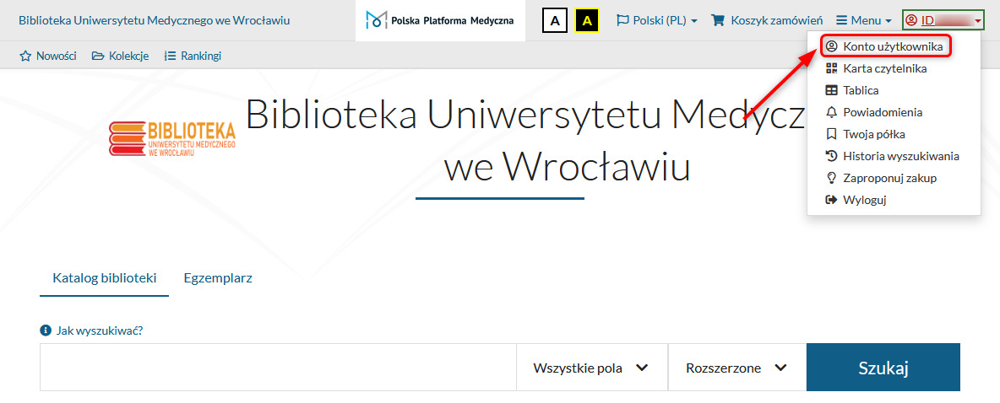 Biblioteka Uniwersytetu Medycznego we Wrocławiu
Polska Platforma Medyczna
A
A
Polski (PL)
Koszyk zamówień
Menu
ID
Nowości
Kolekcje
Rankingi
Konto użytkownika
Karta czytelnika
Tablica
Powiadomienia
Twoja półka
Historia wyszukiwania
Zaproponuj zakup
Wyloguj
BIBLIOTEKA
UNIWERSYTETU MEDYCZNEGO
WE WROCŁAWIU
Biblioteka Uniwersytetu Medycz
we Wrocławiu
Katalog biblioteki
Egzemplarz
Jak wyszukiwać?
Wszystkie pola
Rozszerzone
Szukaj